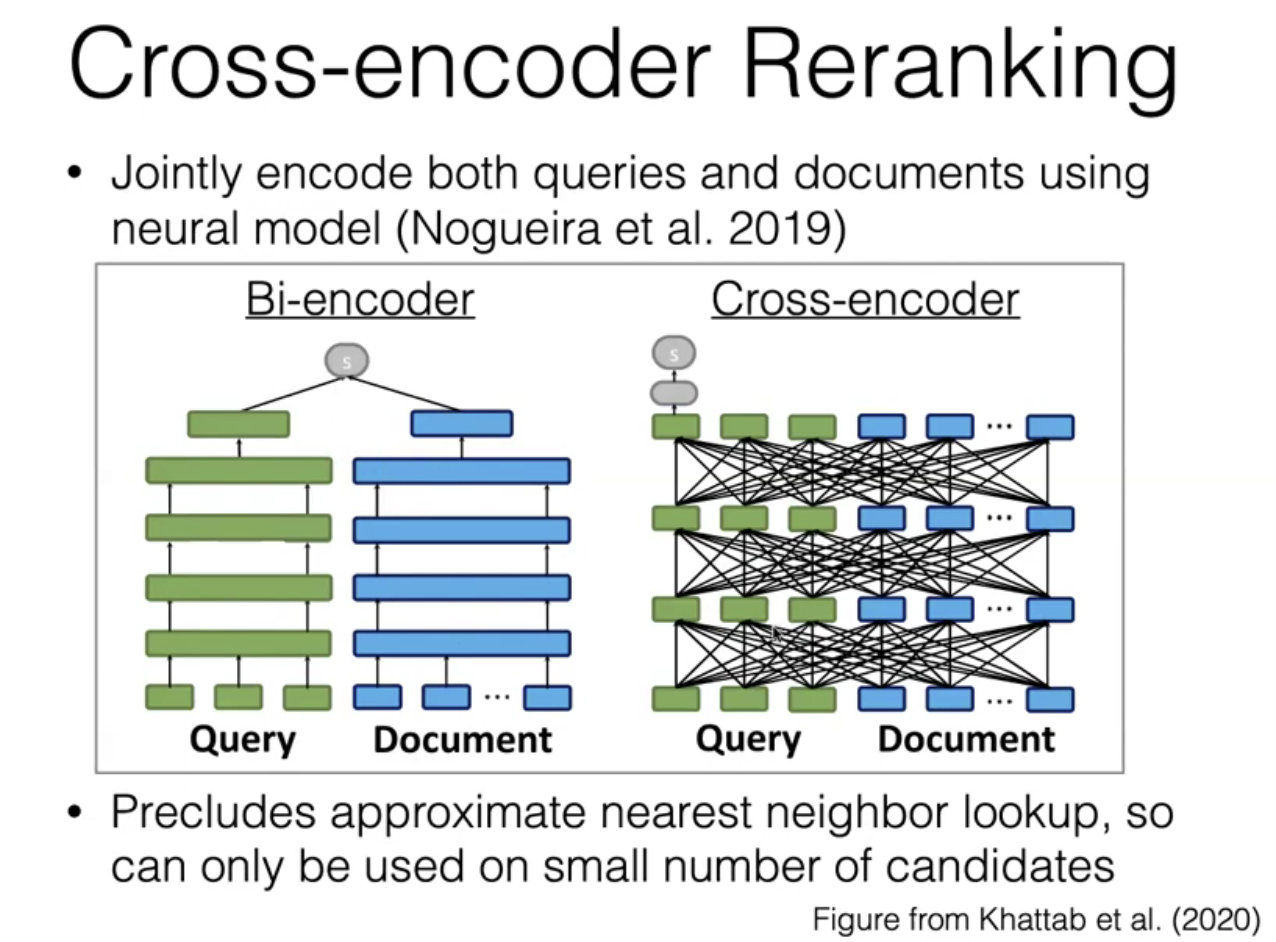 Cross-encoder Reranking
• Jointly encode both queries and documents using
neural model (Nogueira et al. 2019)
Bi-encoder
Cross-encoder
s
s
...
...
...
...
...
Query
Document
Query
Document
• Precludes approximate nearest neighbor lookup, so
can only be used on small number of candidates
Figure from Khattab et al. (2020)